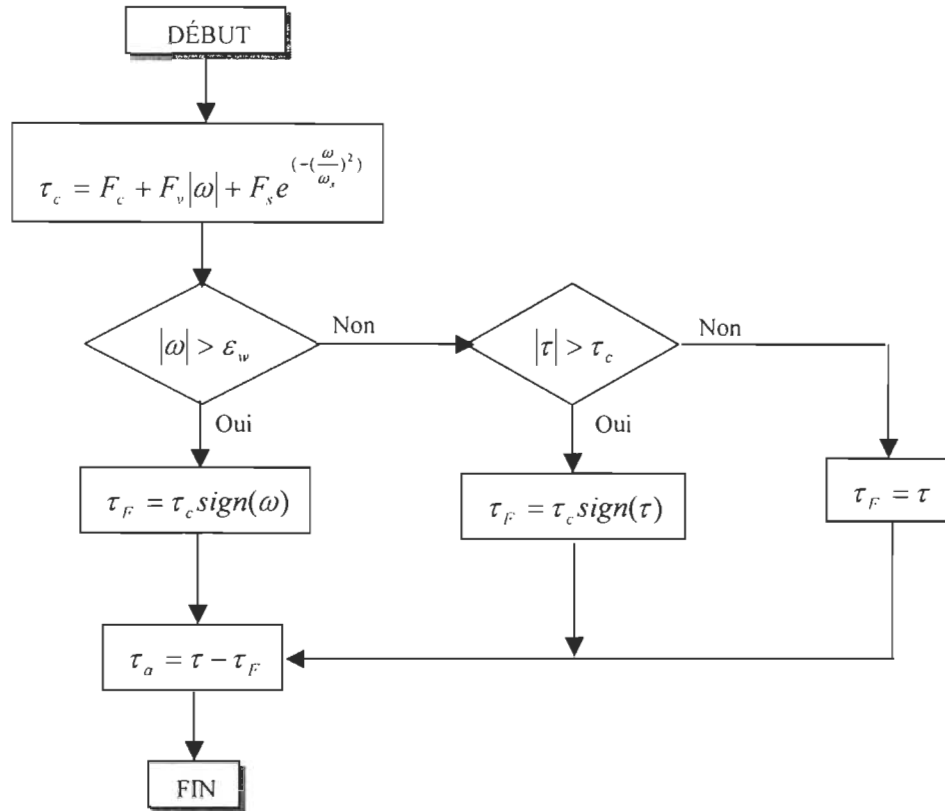 DÉBUT
τ_c = F_c + F_v|ω| + F_s e^(-(ω/ω_s)^2)
|ω| > ε_w
Non
|τ| > τ_c
Non
Oui
Oui
τ_F = τ_c sign(ω)
τ_F = τ_c sign(τ)
τ_F = τ
τ_a = τ − τ_F
FIN